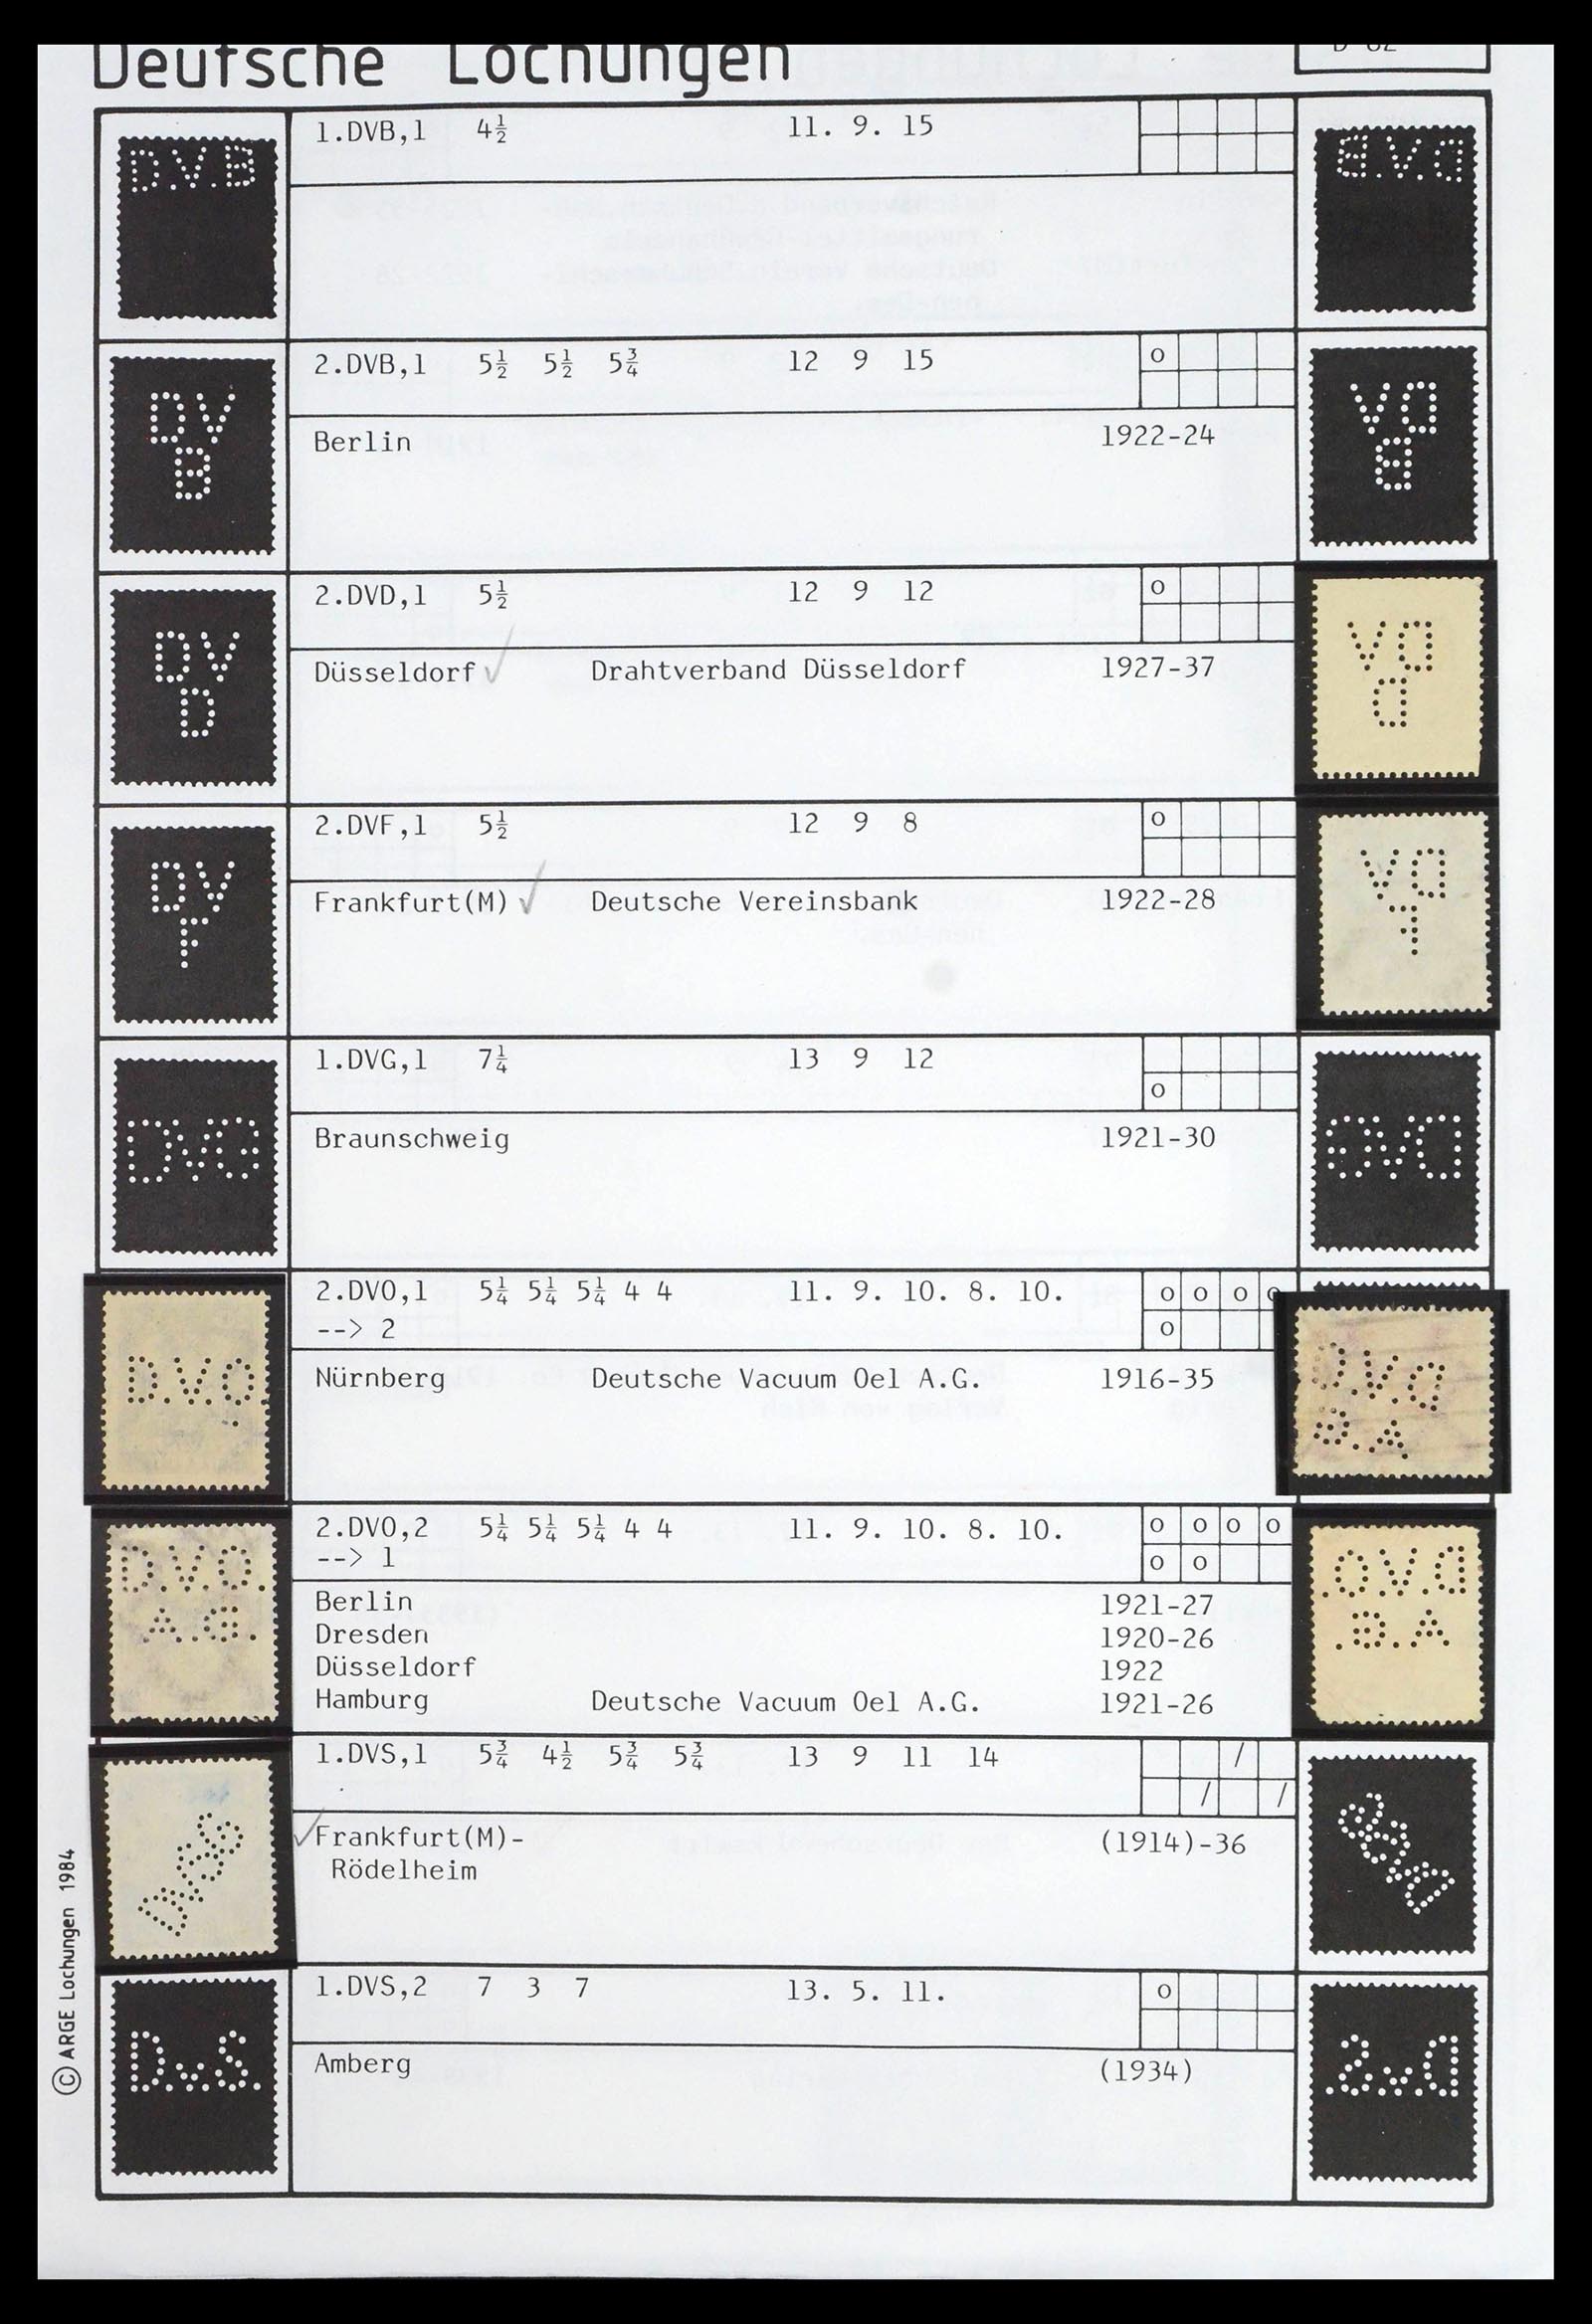 Deutsche Lochungen
D.V.B
1.DVB,1 4½ 11. 9. 15
DV
B
2.DVB,1 5½ 5½ 5¾ 12 9 15 o
Berlin 1922-24
DV
D
2.DVD,1 5½ 12 9 12 o
Düsseldorf ✓ Drahtverband Düsseldorf 1927-37
DV
F
2.DVF,1 5½ 12 9 8 o
Frankfurt(M) ✓ Deutsche Vereinsbank 1922-28
DVG
1.DVG,1 7¼ 13 9 12
o
Braunschweig 1921-30
D.V.O.
2.DVO,1 5¼ 5¼ 5¼ 4 4 11. 9. 10. 8. 10. o o o o
--> 2 o
Nürnberg Deutsche Vacuum Oel A.G. 1916-35
D.V.O.
A.G.
2.DVO,2 5¼ 5¼ 5¼ 4 4 11. 9. 10. 8. 10. o o o o
--> 1 o o
Berlin 1921-27
Dresden 1920-26
Düsseldorf 1922
Hamburg Deutsche Vacuum Oel A.G. 1921-26
1.DVS,1 5¾ 4½ 5¾ 5¾ 13 9 11 14 /
/ /
✓Frankfurt(M)- (1914)-36
Rödelheim
D.v.S.
1.DVS,2 7 3 7 13. 5. 11. o
Amberg (1934)
© ARGE Lochungen 1984